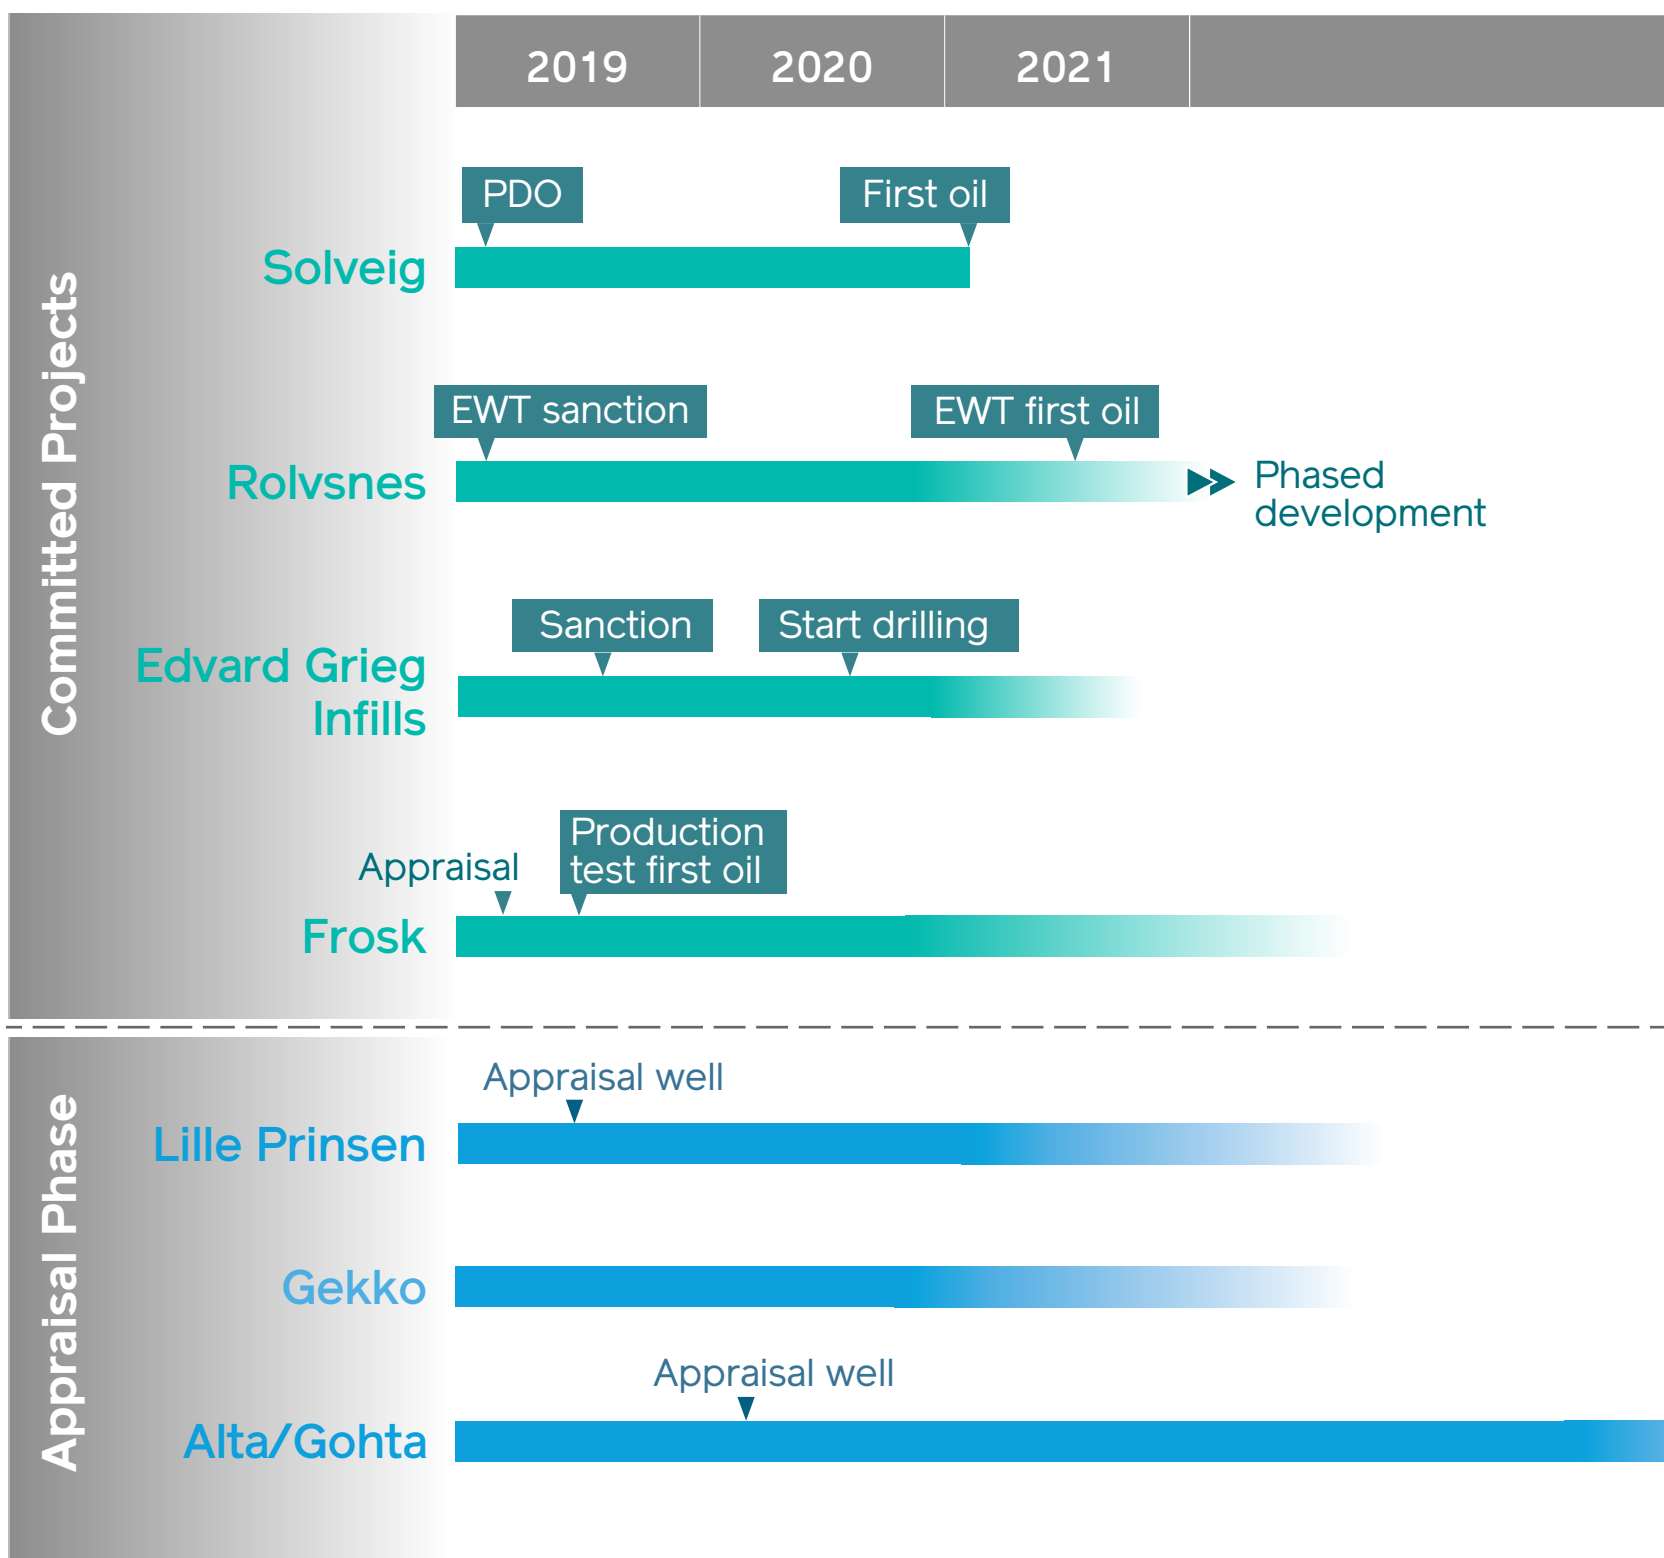 2019
2020
2021
Committed Projects
PDO
First oil
Solveig
EWT sanction
EWT first oil
Rolvsnes
Phased
development
Sanction
Start drilling
Edvard Grieg
Infills
Production
test first oil
Appraisal
Frosk
Appraisal Phase
Appraisal well
Lille Prinsen
Gekko
Appraisal well
Alta/Gohta